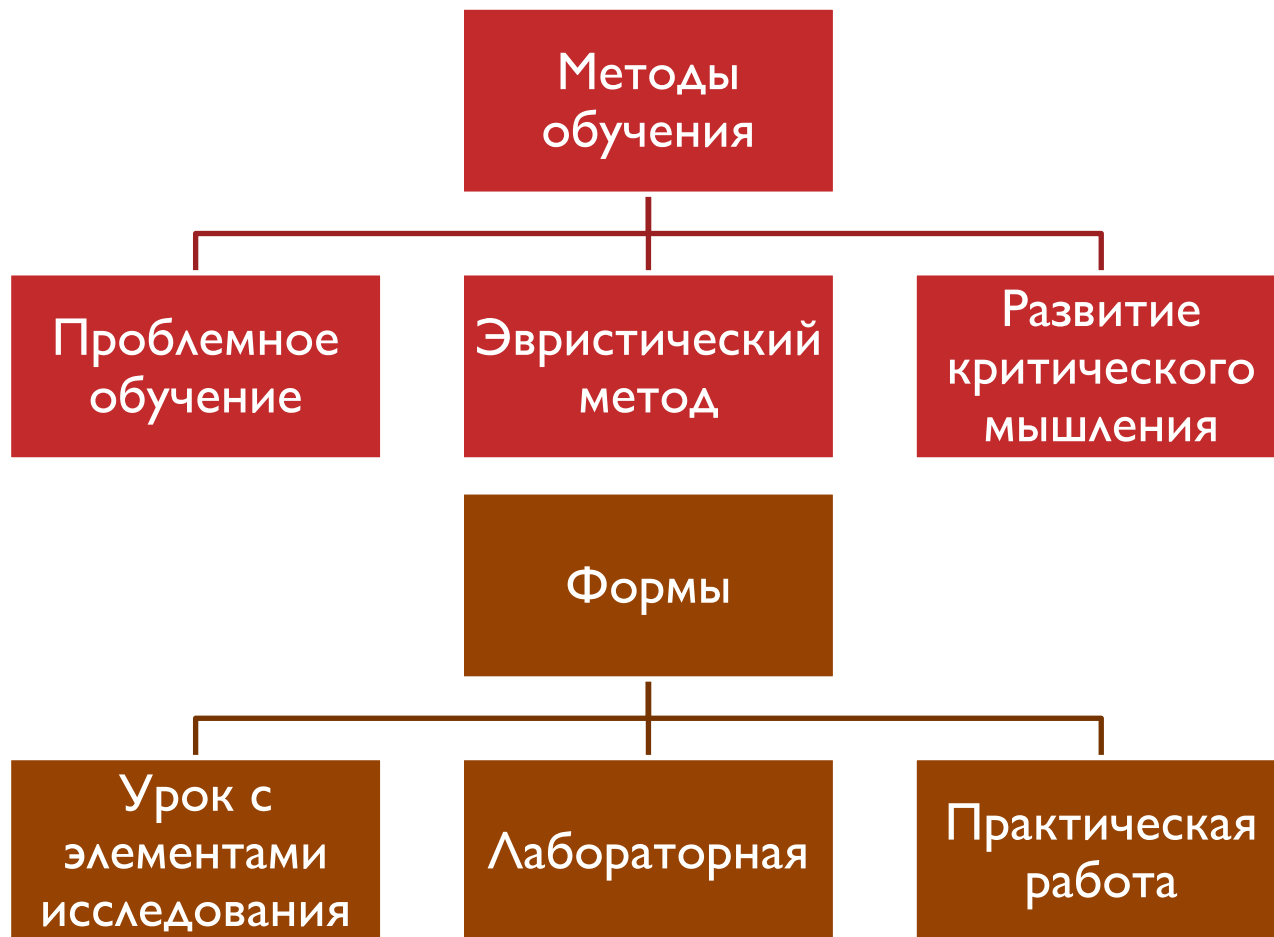 Методы
обучения
Проблемное
обучение
Эвристический
метод
Развитие
критического
мышления
Формы
Урок с
элементами
исследования
Лабораторная
Практическая
работа